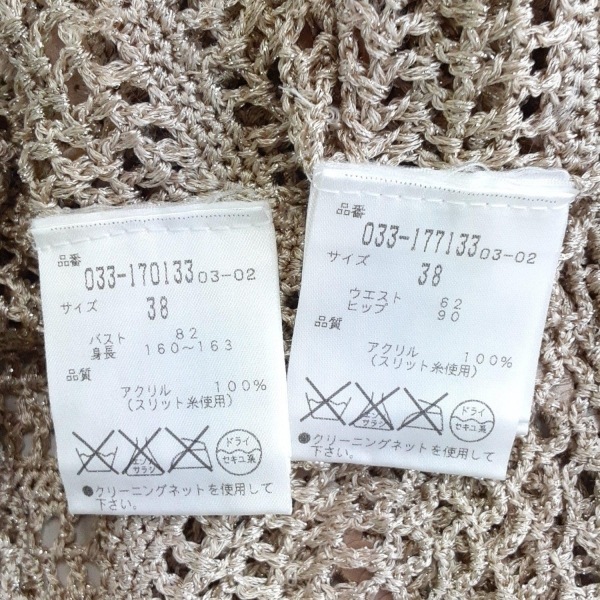 品番
033-170133 03-02
サイズ 38
バスト 82
身長 160～163
品質
アクリル 100%
(スリット糸使用)
エンソ サラシ
ドライ
セキユ系
●クリーニングネットを使用して
下さい。
品番
033-177133 03-02
サイズ 38
ウエスト 62
ヒップ 90
品質
アクリル 100%
(スリット糸使用)
エンソ サラシ
ドライ
セキユ系
●クリーニングネットを使用して
下さい。